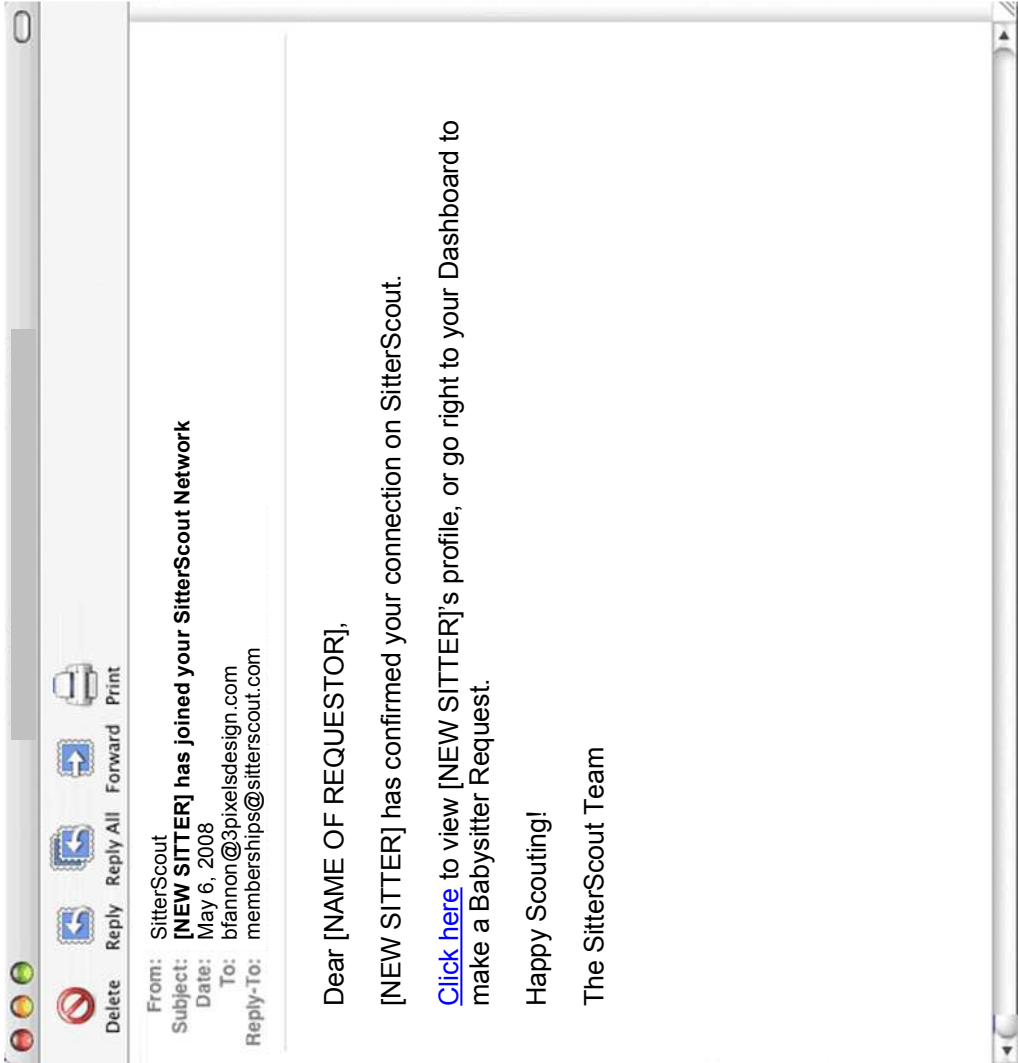 Delete Reply Reply All Forward Print
From: SitterScout
Subject: [NEW SITTER] has joined your SitterScout Network
Date: May 6, 2008
To: bfannon@3pixelsdesign.com
Reply-To: memberships@sitterscout.com
Dear [NAME OF REQUESTOR],
[NEW SITTER] has confirmed your connection on SitterScout.
Click here to view [NEW SITTER]'s profile, or go right to your Dashboard to
make a Babysitter Request.
Happy Scouting!
The SitterScout Team